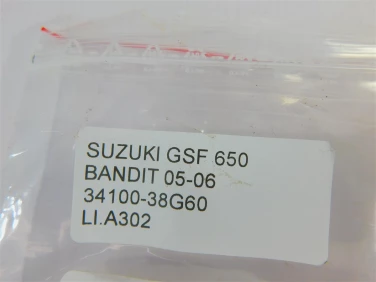 SUZUKI GSF 650
BANDIT 05-06
34100-38G60
LI.A302